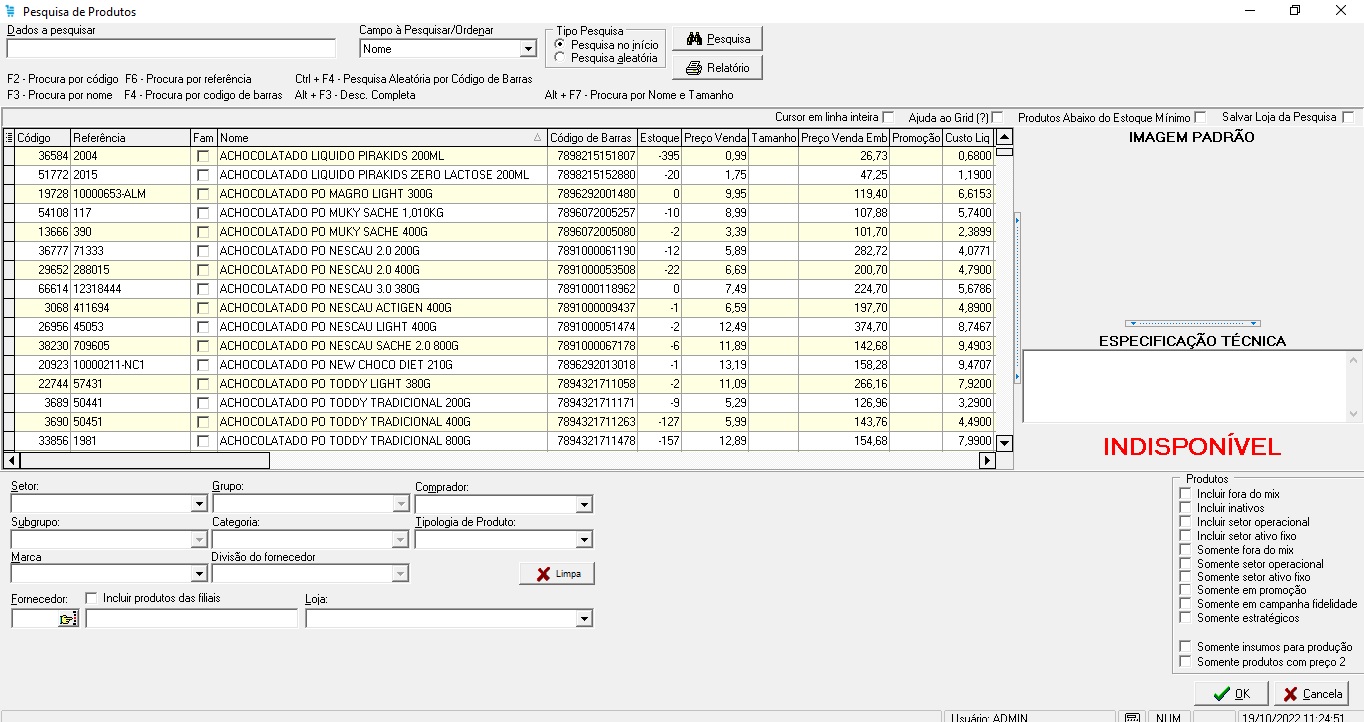 Pesquisa de Produtos
Dados a pesquisar
Campo à Pesquisar/Ordenar
Nome
Tipo Pesquisa
Pesquisa no início
Pesquisa aleatória
Pesquisa
Relatório
F2 - Procura por código F6 - Procura por referência Ctrl + F4 - Pesquisa Aleatória por Código de Barras
F3 - Procura por nome F4 - Procura por codigo de barras Alt + F3 - Desc. Completa Alt + F7 - Procura por Nome e Tamanho
Cursor em linha inteira Ajuda ao Grid (?) Produtos Abaixo do Estoque Mínimo Salvar Loja da Pesquisa
Código Referência Fam Nome Código de Barras Estoque Preço Venda Tamanho Preço Venda Emb Promoção Custo Liq
36584 2004 ACHOCOLATADO LIQUIDO PIRAKIDS 200ML 7898215151807 -395 0,99 26,73 0,6800
51772 2015 ACHOCOLATADO LIQUIDO PIRAKIDS ZERO LACTOSE 200ML 7898215152880 -20 1,75 47,25 1,1900
19728 10000653-ALM ACHOCOLATADO PO MAGRO LIGHT 300G 7896292001480 0 9,95 119,40 6,6153
54108 117 ACHOCOLATADO PO MUKY SACHE 1,010KG 7896072005257 -10 8,99 107,88 5,7400
13666 390 ACHOCOLATADO PO MUKY SACHE 400G 7896072005080 -2 3,39 101,70 2,3899
36777 71333 ACHOCOLATADO PO NESCAU 2.0 200G 7891000061190 -12 5,89 282,72 4,0771
29652 288015 ACHOCOLATADO PO NESCAU 2.0 400G 7891000053508 -22 6,69 200,70 4,7900
66614 12318444 ACHOCOLATADO PO NESCAU 3.0 380G 7891000118962 0 7,49 224,70 5,6786
3068 411694 ACHOCOLATADO PO NESCAU ACTIGEN 400G 7891000009437 -1 6,59 197,70 4,8900
26956 45053 ACHOCOLATADO PO NESCAU LIGHT 400G 7891000051474 -2 12,49 374,70 8,7467
38230 709605 ACHOCOLATADO PO NESCAU SACHE 2.0 800G 7891000067178 -6 11,89 142,68 9,4903
20923 10000211-NC1 ACHOCOLATADO PO NEW CHOCO DIET 210G 7896292013018 -1 13,19 158,28 9,4707
22744 57431 ACHOCOLATADO PO TODDY LIGHT 380G 7894321711058 -2 11,09 266,16 7,9200
3689 50441 ACHOCOLATADO PO TODDY TRADICIONAL 200G 7894321711171 -9 5,29 126,96 3,2900
3690 50451 ACHOCOLATADO PO TODDY TRADICIONAL 400G 7894321711263 -127 5,99 143,76 4,4900
33856 1981 ACHOCOLATADO PO TODDY TRADICIONAL 800G 7894321711478 -157 12,89 154,68 7,9900
IMAGEM PADRÃO
ESPECIFICAÇÃO TÉCNICA
INDISPONÍVEL
Setor: Grupo: Comprador:
Subgrupo: Categoria: Tipologia de Produto:
Marca Divisão do fornecedor
Limpa
Fornecedor: Incluir produtos das filiais Loja:
Produtos
Incluir fora do mix
Incluir inativos
Incluir setor operacional
Incluir setor ativo fixo
Somente fora do mix
Somente setor operacional
Somente setor ativo fixo
Somente em promoção
Somente em campanha fidelidade
Somente estratégicos
Somente insumos para produção
Somente produtos com preço 2
OK Cancela
Usuário: ADMIN NUM 19/10/2022 11:24:51